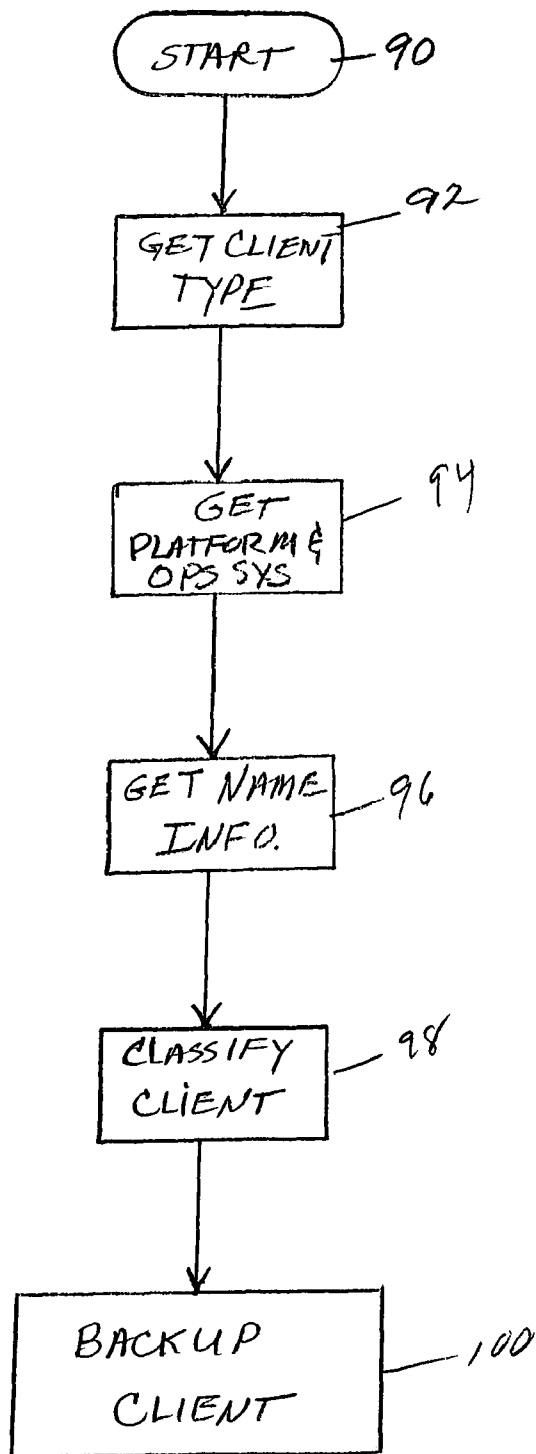 START
90
92
GET CLIENT
TYPE
94
GET
PLATFORM &
OPS SYS
GET NAME
INFO.
96
CLASSIFY
CLIENT
98
BACKUP
CLIENT
100